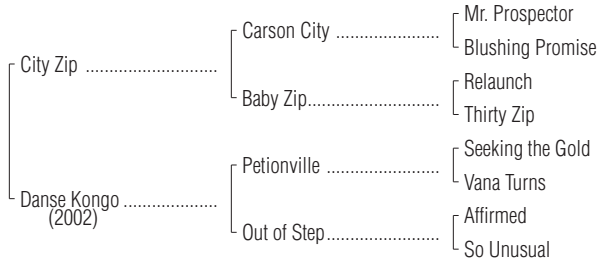 Mr. Prospector
Carson City ....................
Blushing Promise
City Zip .........................
Relaunch
Baby Zip.........................
Thirty Zip
Seeking the Gold
Petionville ......................
Vana Turns
Danse Kongo ..................
(2002)
Affirmed
Out of Step......................
So Unusual